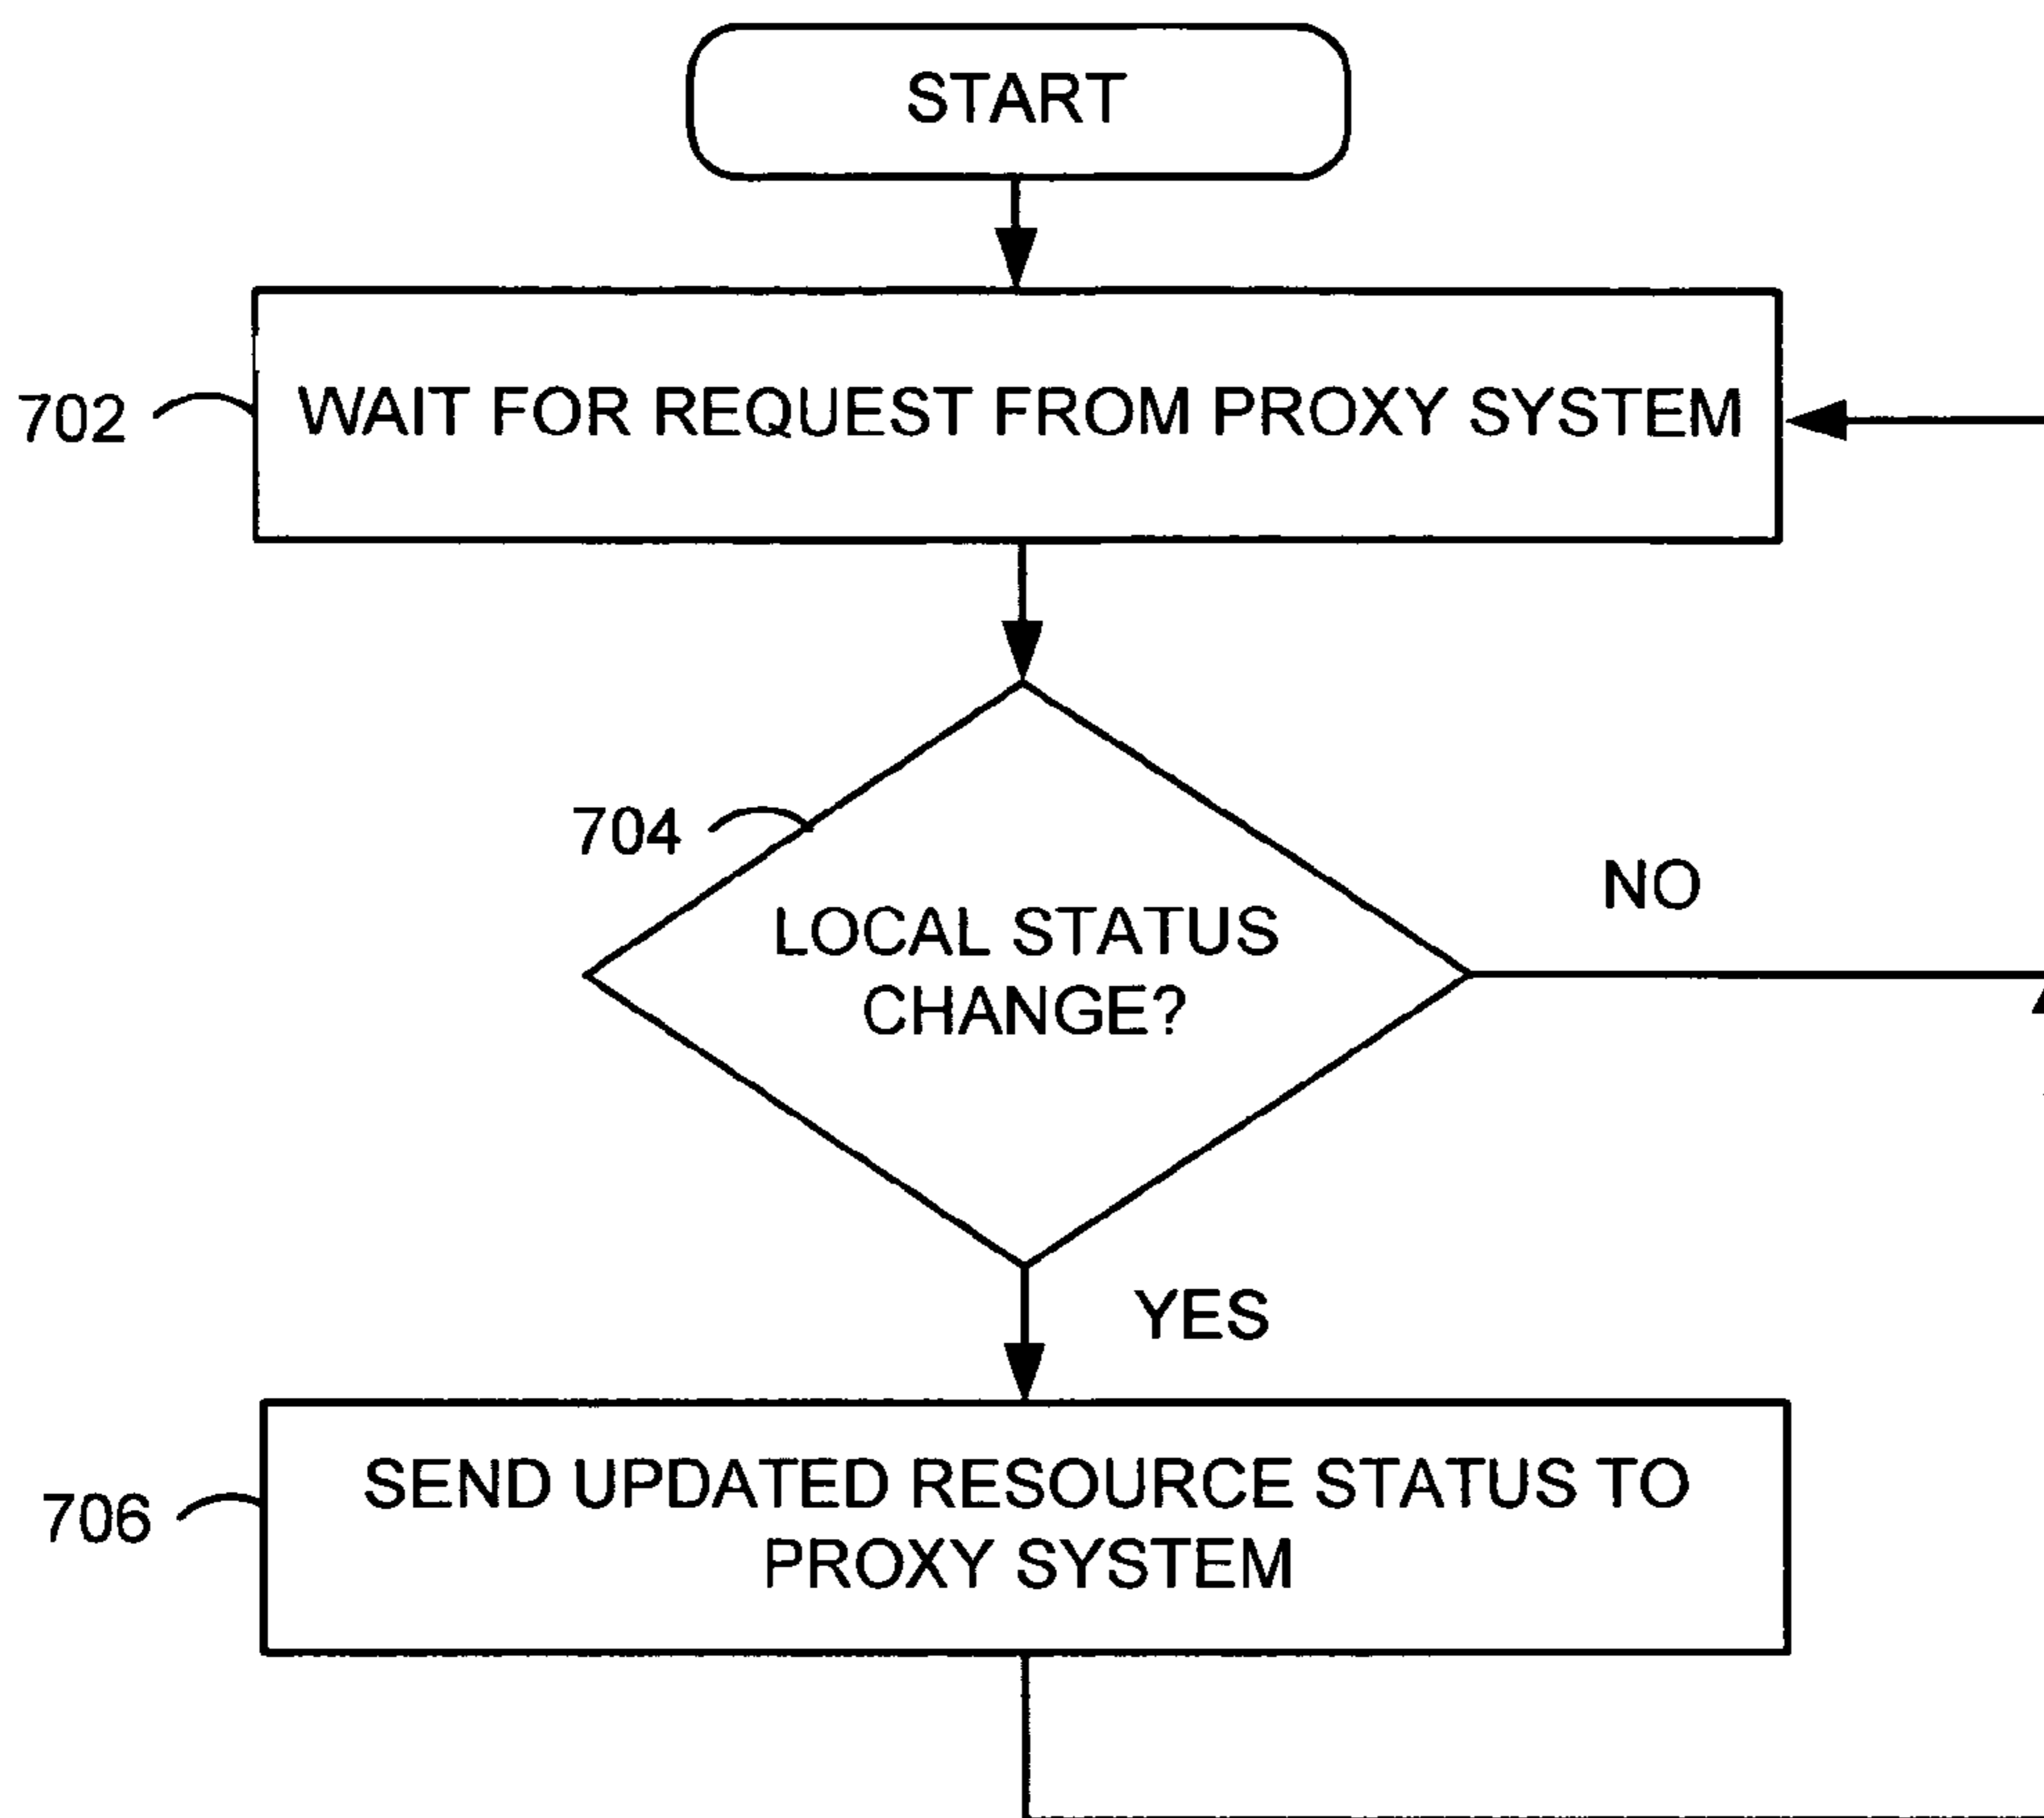 START
702
WAIT FOR REQUEST FROM PROXY SYSTEM
704
LOCAL STATUS
CHANGE?
NO
YES
706
SEND UPDATED RESOURCE STATUS TO
PROXY SYSTEM